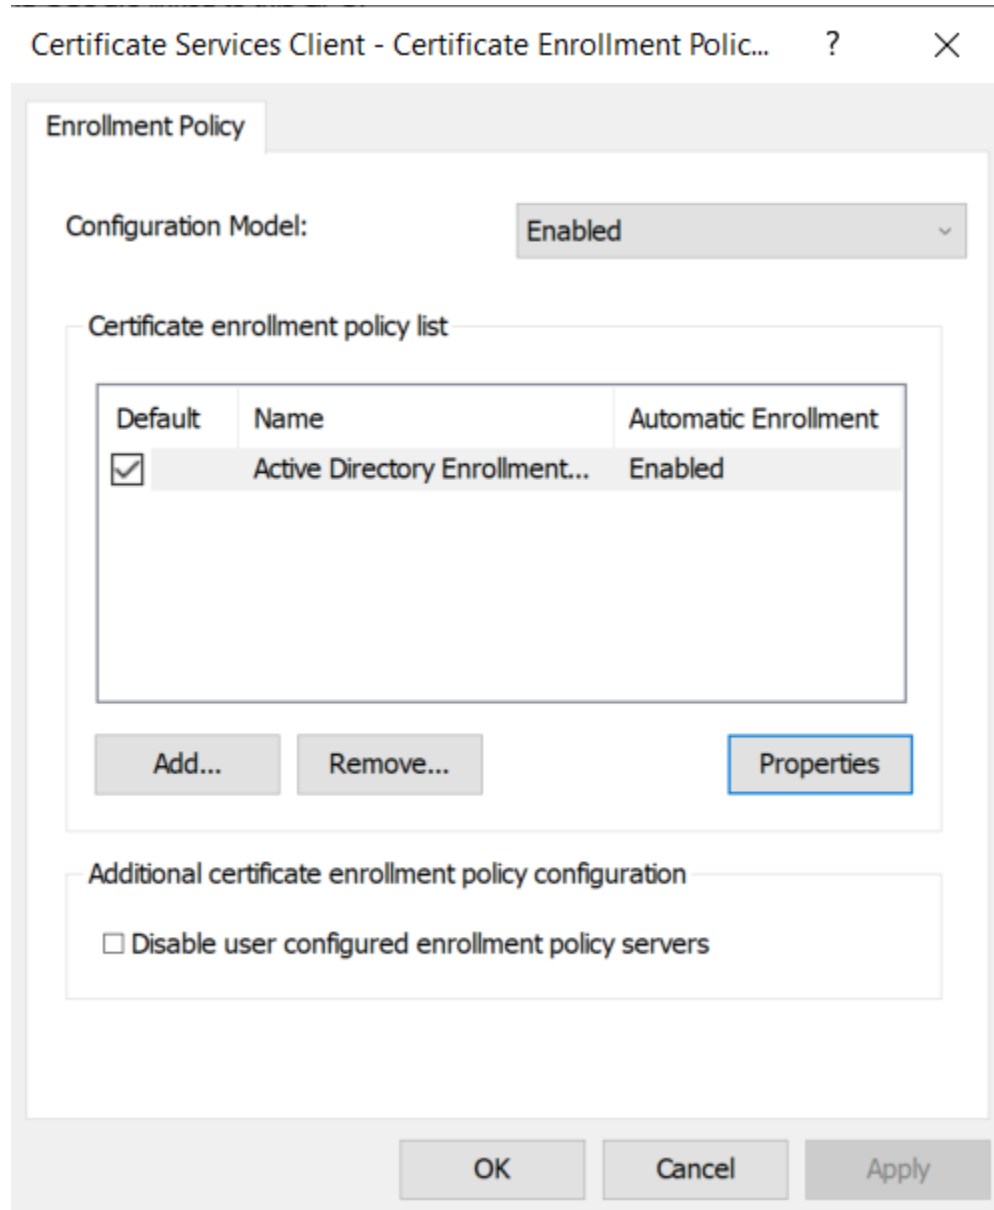 Certificate Services Client - Certificate Enrollment Polic... ?
Enrollment Policy
Configuration Model: Enabled
Certificate enrollment policy list
Default Name Automatic Enrollment
Active Directory Enrollment... Enabled
Add... Remove... Properties
Additional certificate enrollment policy configuration
Disable user configured enrollment policy servers
OK Cancel Apply